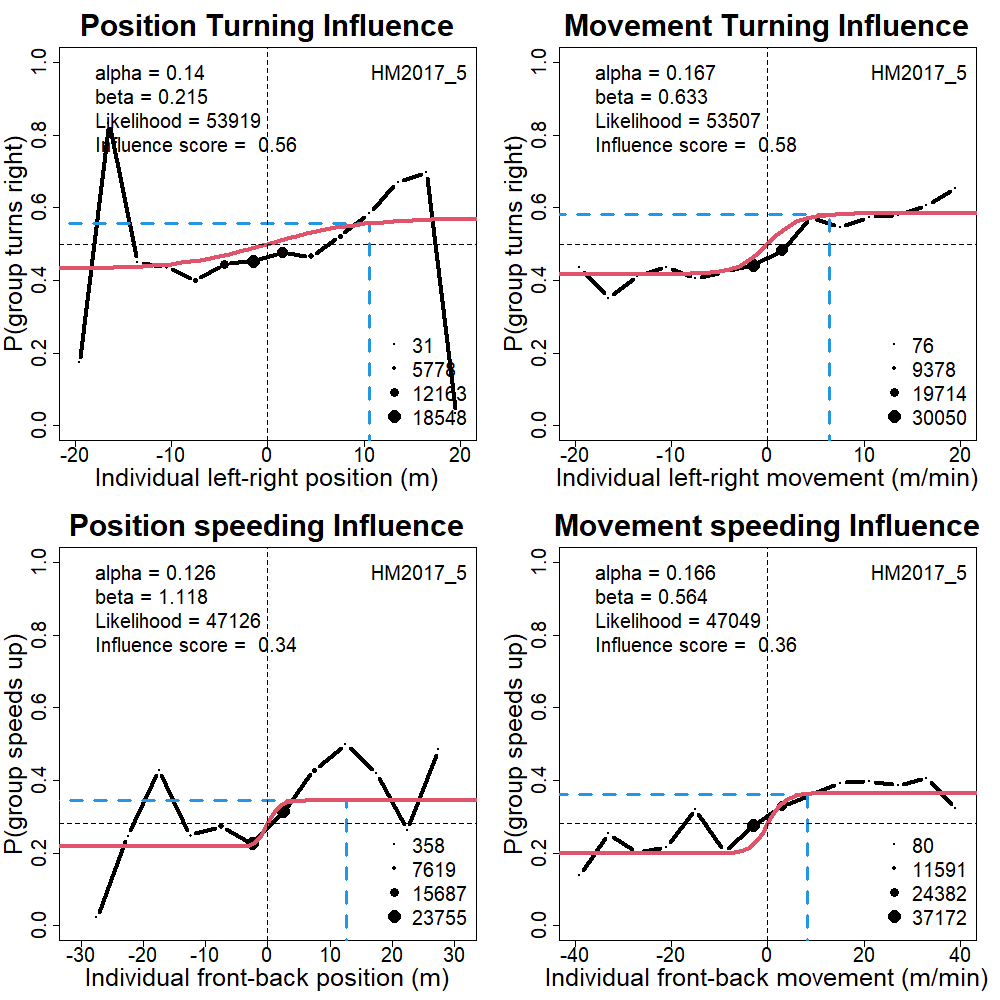 Position Turning Influence
P(group turns right)
1.0
0.8
0.6
0.4
0.2
0.0
alpha = 0.14
beta = 0.215
Likelihood = 53919
Influence score = 0.56
HM2017_5
31
5778
12163
18548
-20 -10 0 10 20
Individual left-right position (m)
Movement Turning Influence
P(group turns right)
1.0
0.8
0.6
0.4
0.2
0.0
alpha = 0.167
beta = 0.633
Likelihood = 53507
Influence score = 0.58
HM2017_5
76
9378
19714
30050
-20 -10 0 10 20
Individual left-right movement (m/min)
Position speeding Influence
P(group speeds up)
1.0
0.8
0.6
0.4
0.2
0.0
alpha = 0.126
beta = 1.118
Likelihood = 47126
Influence score = 0.34
HM2017_5
358
7619
15687
23755
-30 -20 -10 0 10 20 30
Individual front-back position (m)
Movement speeding Influence
P(group speeds up)
1.0
0.8
0.6
0.4
0.2
0.0
alpha = 0.166
beta = 0.564
Likelihood = 47049
Influence score = 0.36
HM2017_5
80
11591
24382
37172
-40 -20 0 20 40
Individual front-back movement (m/min)